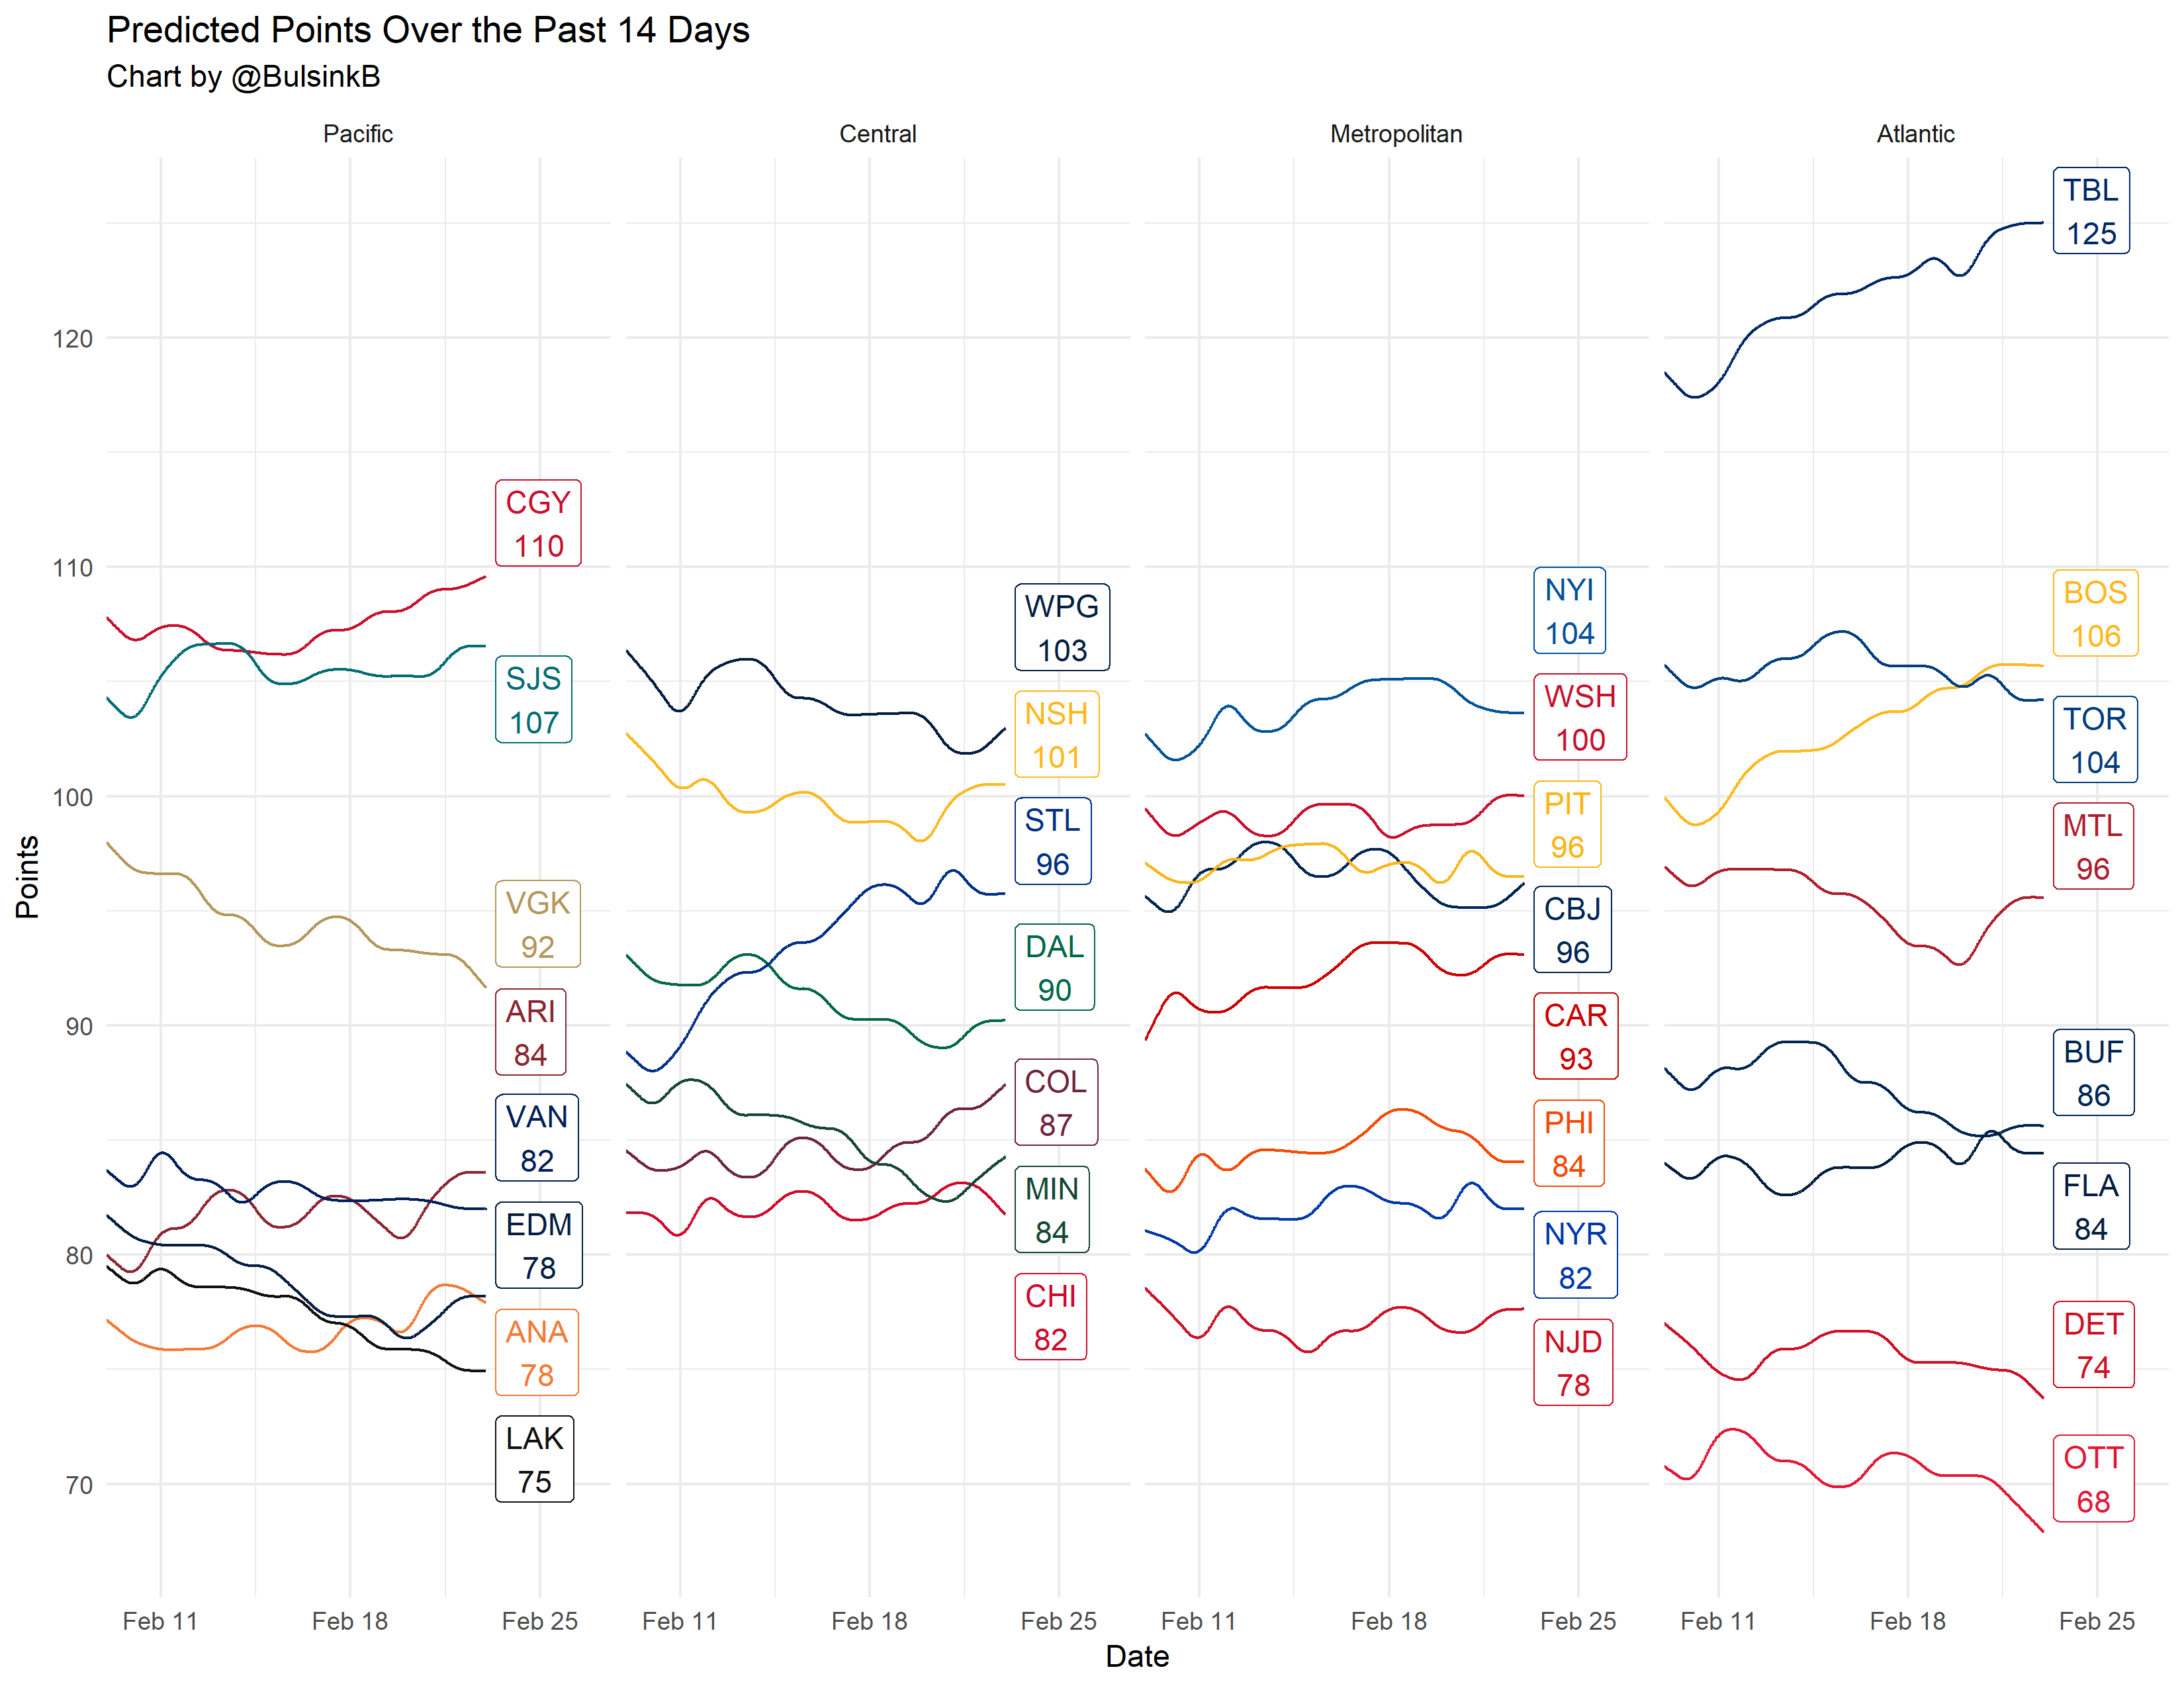 Predicted Points Over the Past 14 Days
Chart by @BulsinkB
Pacific
Central
Metropolitan
Atlantic
Points
120
110
100
90
80
70
CGY
110
SJS
107
VGK
92
ARI
84
VAN
82
EDM
78
ANA
78
LAK
75
WPG
103
NSH
101
STL
96
DAL
90
COL
87
MIN
84
CHI
82
NYI
104
WSH
100
PIT
96
CBJ
96
CAR
93
PHI
84
NYR
82
NJD
78
TBL
125
BOS
106
TOR
104
MTL
96
BUF
86
FLA
84
DET
74
OTT
68
Feb 11 Feb 18 Feb 25
Feb 11 Feb 18 Feb 25
Feb 11 Feb 18 Feb 25
Feb 11 Feb 18 Feb 25
Date